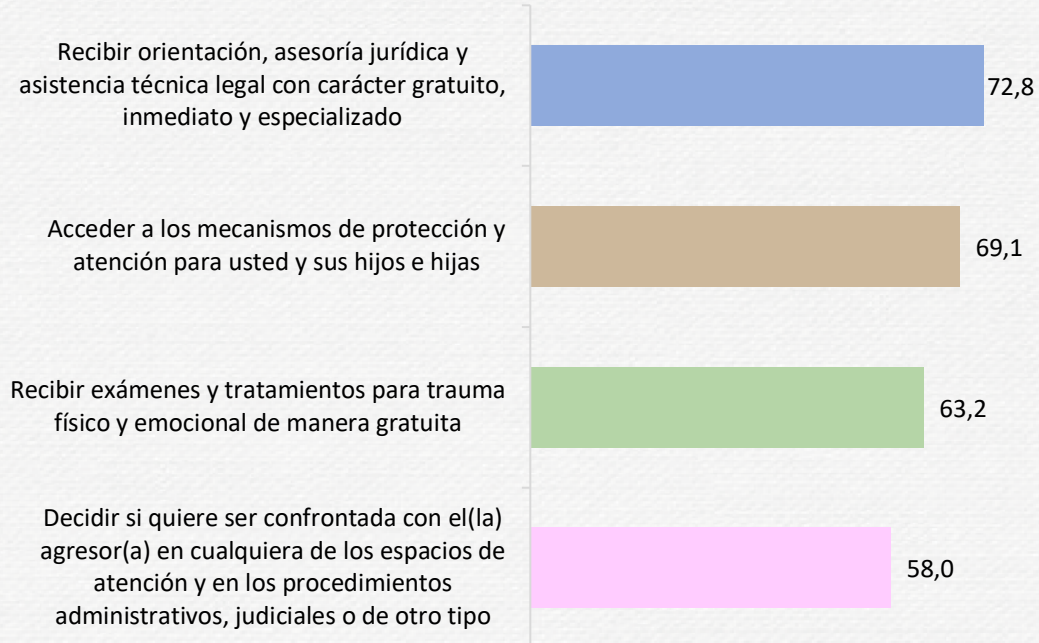 Recibir orientación, asesoría jurídica y
asistencia técnica legal con carácter gratuito,
inmediato y especializado
72,8
Acceder a los mecanismos de protección y
atención para usted y sus hijos e hijas
69,1
Recibir exámenes y tratamientos para trauma
físico y emocional de manera gratuita
63,2
Decidir si quiere ser confrontada con el(la)
agresor(a) en cualquiera de los espacios de
atención y en los procedimientos
administrativos, judiciales o de otro tipo
58,0